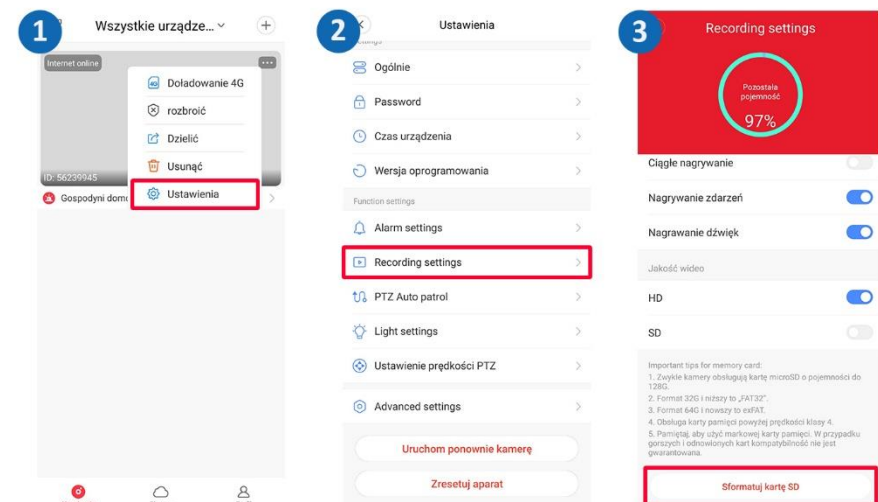 1
Wszystkie urządze...
Internet online
Doładowanie 4G
rozbroić
Dzielić
Usunąć
Ustawienia
ID: 56239945
Gospodyni dom
2
Ustawienia
Ogólnie
Password
Czas urządzenia
Wersja oprogramowania
Function settings
Alarm settings
Recording settings
PTZ Auto patrol
Light settings
Ustawienie prędkości PTZ
Advanced settings
Uruchom ponownie kamerę
Zresetuj aparat
3
Recording settings
Pozostała
pojemność
97%
Ciągłe nagrywanie
Nagrywanie zdarzeń
Nagrawanie dźwięk
Jakość wideo
HD
SD
Important tips for memory card:
1. Zwykłe kamery obsługują kartę microSD o pojemności do
128G.
2. Format 32G i niższy to „FAT32".
3. Format 64G i nowszy to exFAT.
4. Obsługa karty pamięci powyżej prędkości klasy 4.
5. Pamiętaj, aby użyć markowej karty pamięci. W przypadku
gorszych i odnowionych kart kompatybilność nie jest
gwarantowana.
Sformatuj kartę SD